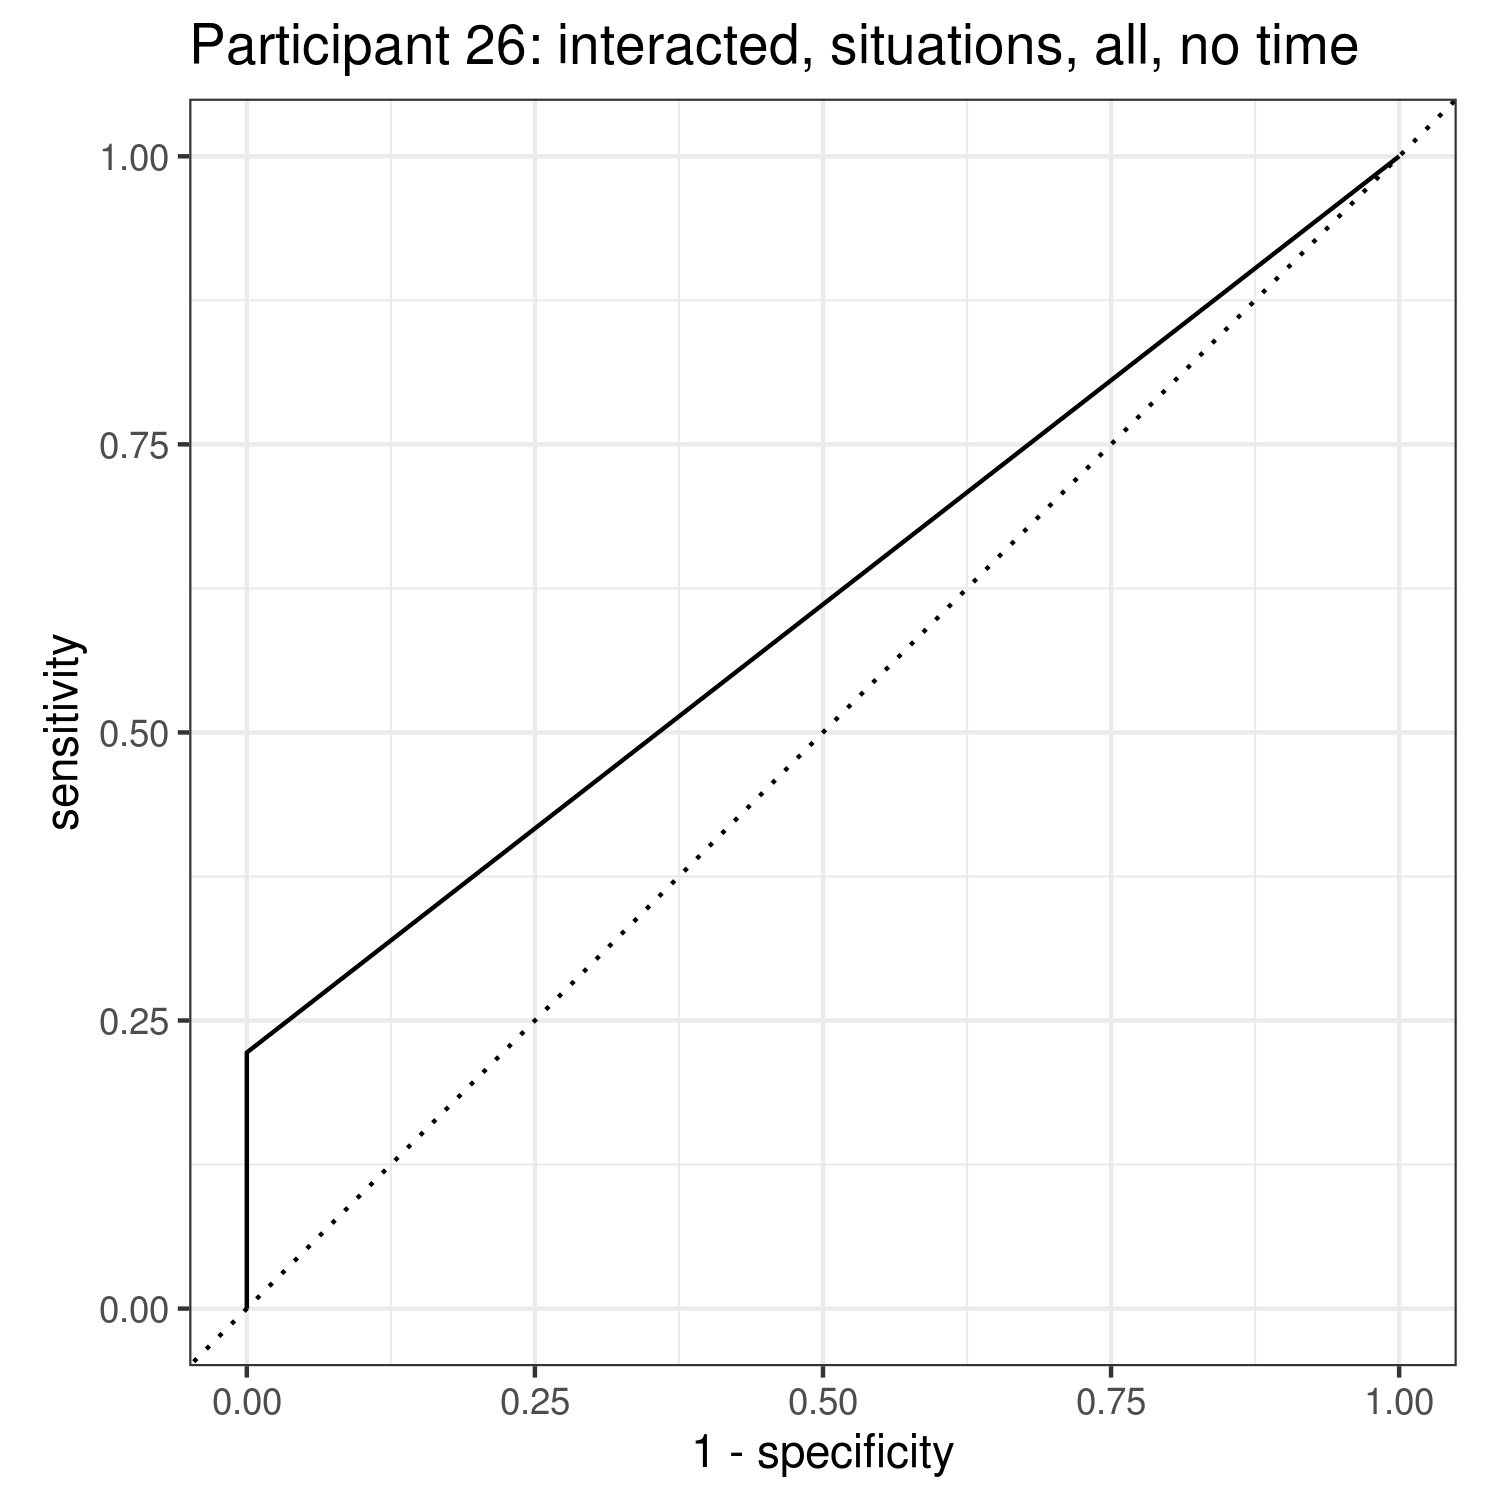 Participant 26: interacted, situations, all, no time
1.00
0.75
0.50
0.25
0.00
sensitivity
0.00 0.25 0.50 0.75 1.00
1 - specificity